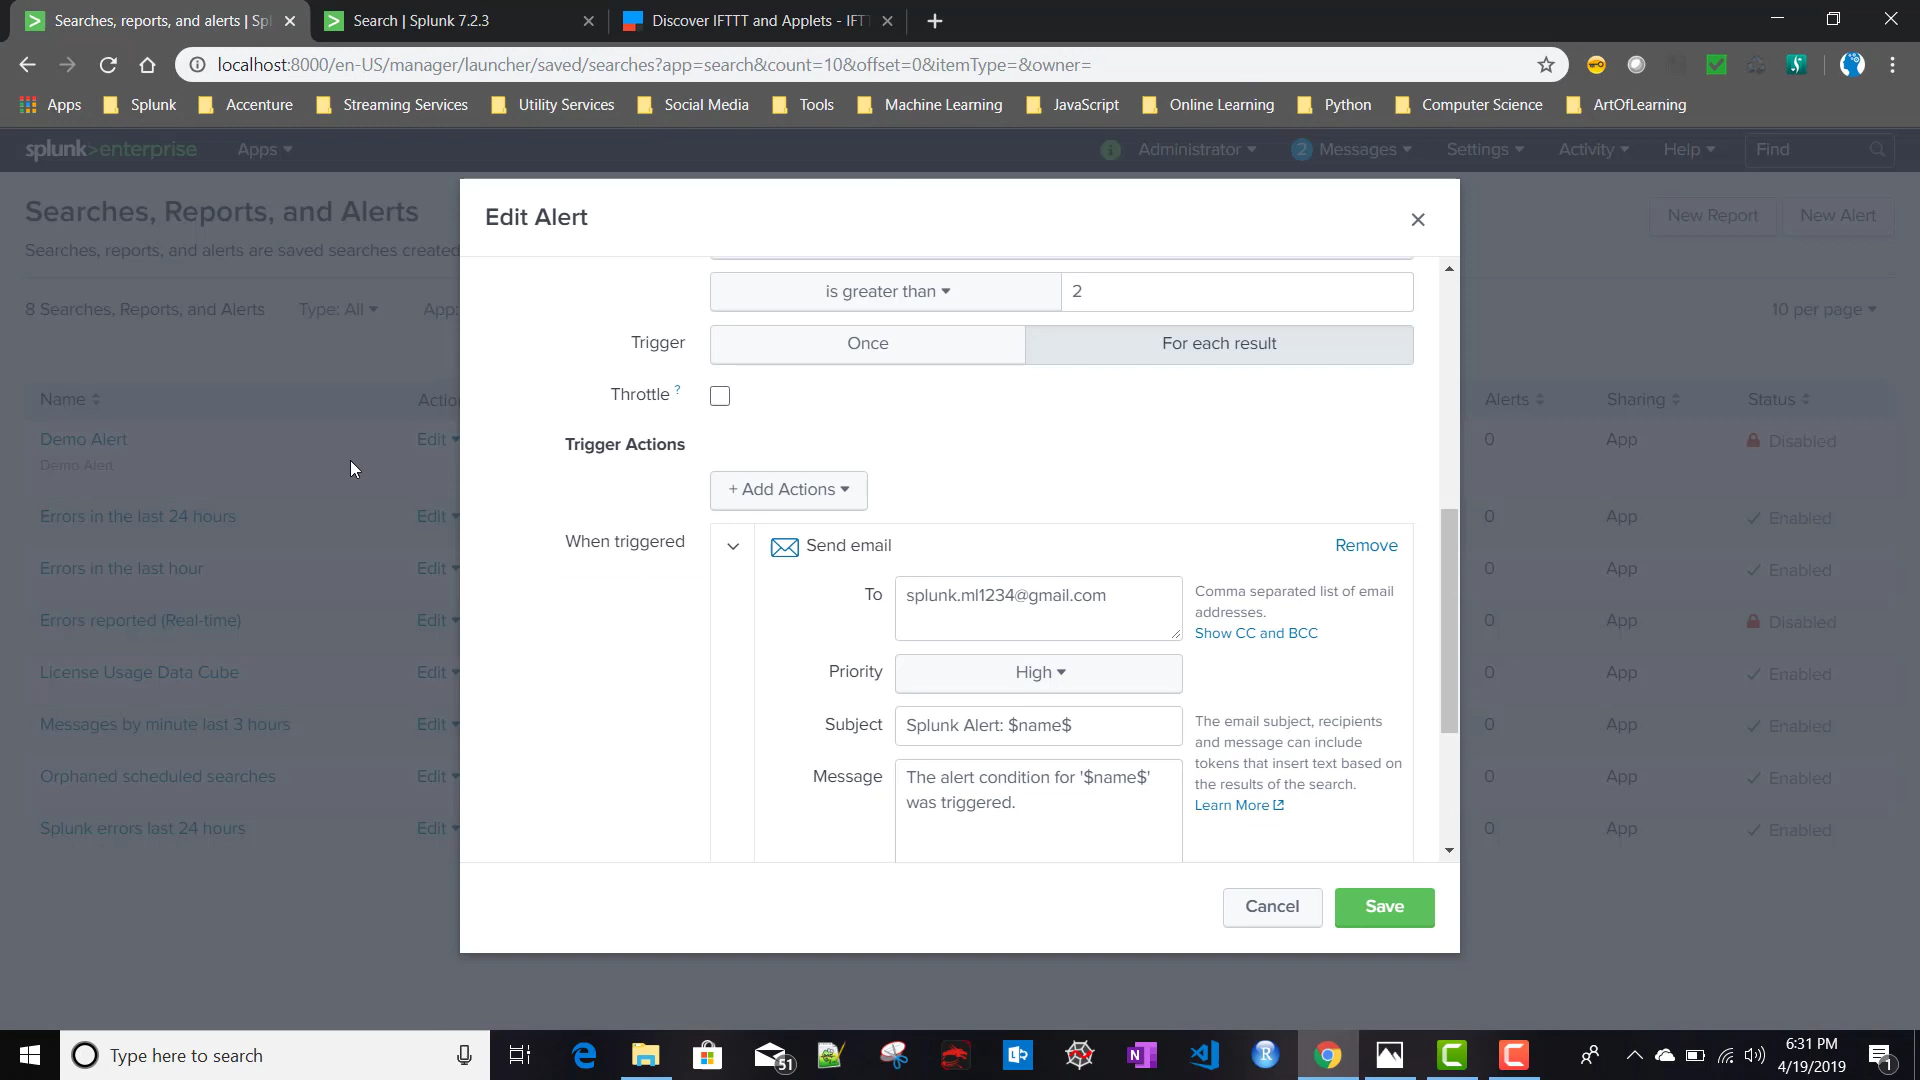 Searches, reports, and alerts | Spl
Search | Splunk 7.2.3
Discover IFTTT and Applets - IFT
localhost:8000/en-US/manager/launcher/saved/searches?app=search&count=10&offset=0&itemType=&owner=
Apps Splunk Accenture Streaming Services Utility Services Social Media Tools Machine Learning JavaScript Online Learning Python Computer Science ArtOfLearning
splunk>enterprise Apps i Administrator 2 Messages Settings Activity Help Find
Searches, Reports, and Alerts
New Report New Alert
Searches, reports, and alerts are saved searches created
8 Searches, Reports, and Alerts Type: All App:
10 per page
Name Actio
Alerts Sharing Status
Demo Alert Edit 0 App Disabled
Demo Alert
Errors in the last 24 hours Edit 0 App Enabled
Errors in the last hour Edit 0 App Enabled
Errors reported (Real-time) Edit 0 App Disabled
License Usage Data Cube Edit 0 App Enabled
Messages by minute last 3 hours Edit 0 App Enabled
Orphaned scheduled searches Edit 0 App Enabled
Splunk errors last 24 hours Edit 0 App Enabled
Edit Alert
is greater than 2
Trigger Once For each result
Throttle ?
Trigger Actions
+ Add Actions
When triggered
Send email Remove
To splunk.ml1234@gmail.com
Comma separated list of email
addresses.
Show CC and BCC
Priority High
Subject Splunk Alert: $name$
The email subject, recipients
and message can include
tokens that insert text based on
the results of the search.
Learn More
Message The alert condition for '$name$'
was triggered.
Cancel Save
Type here to search
51
6:31 PM
4/19/2019
1